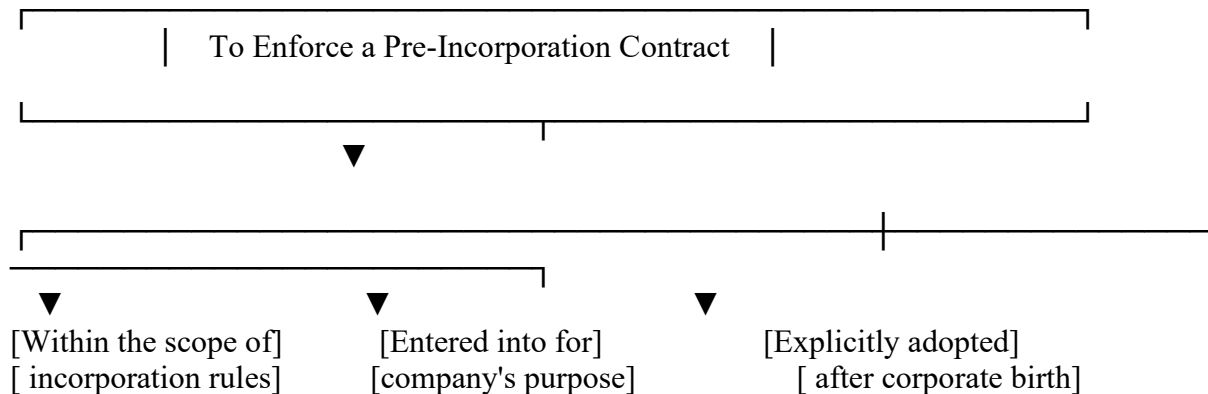 To Enforce a Pre-Incorporation Contract
[Within the scope of] [Entered into for] [Explicitly adopted]
[ incorporation rules] [company's purpose] [ after corporate birth]